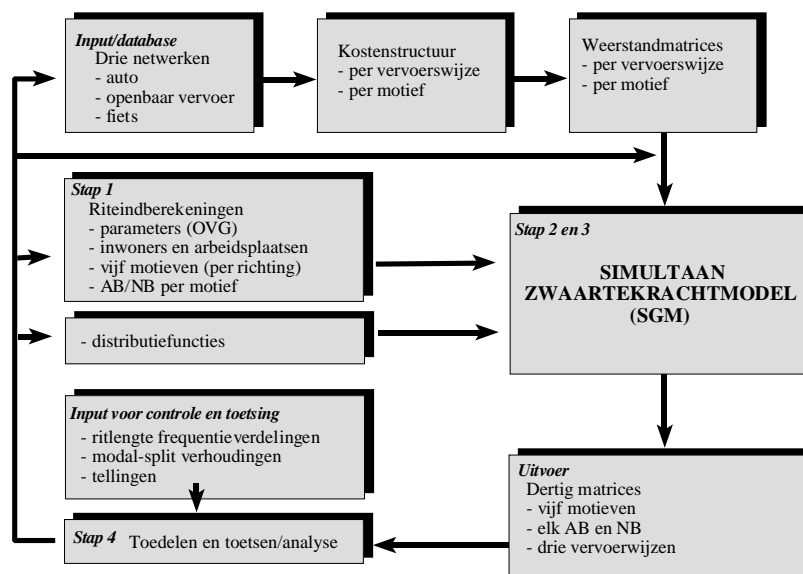 Input/database
Drie netwerken
- auto
- openbaar vervoer
- fiets
Kostenstructuur
- per vervoerswijze
- per motief
Weerstandmatrices
- per vervoerswijze
- per motief
Stap 1
Riteindberekeningen
- parameters (OVG)
- inwoners en arbeidsplaatsen
- vijf motieven (per richting)
- AB/NB per motief
- distributiefuncties
Stap 2 en 3
SIMULTAAN
ZWAARTEKRACHTMODEL
(SGM)
Input voor controle en toetsing
- ritlengte frequentieverdelingen
- modal-split verhoudingen
- tellingen
Stap 4 Toedelen en toetsen/analyse
Uitvoer
Dertig matrices
- vijf motieven
- elk AB en NB
- drie vervoerwijzen